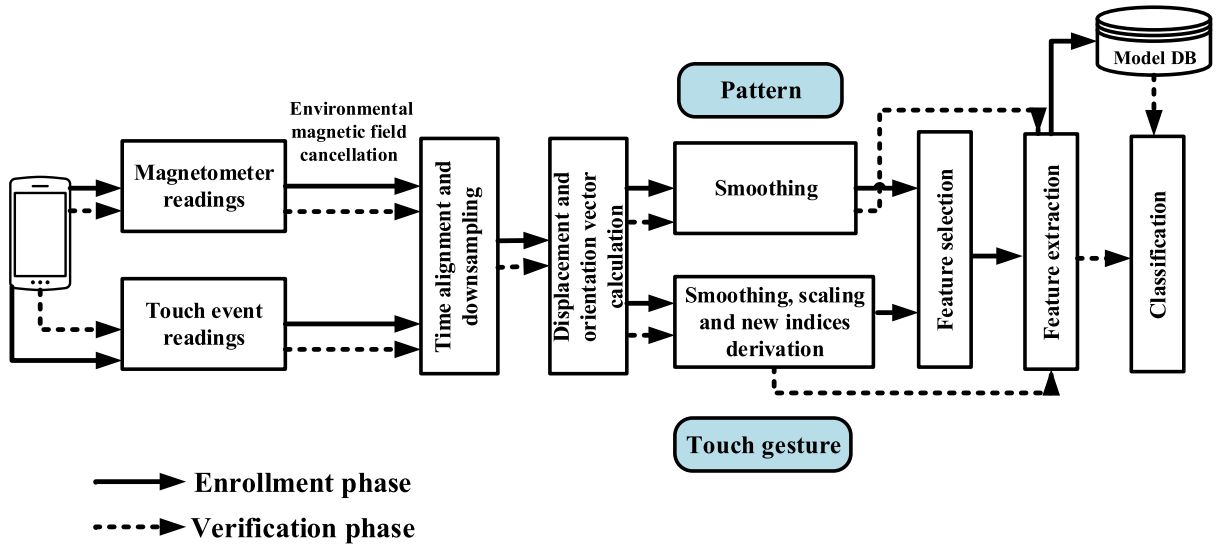 Model DB
Pattern
Environmental
magnetic field
cancellation
Magnetometer
readings
Touch event
readings
Time alignment and
downsampling
Displacement and
orientation vector
calculation
Smoothing
Smoothing, scaling
and new indices
derivation
Feature selection
Feature extraction
Classification
Touch gesture
Enrollment phase
Verification phase